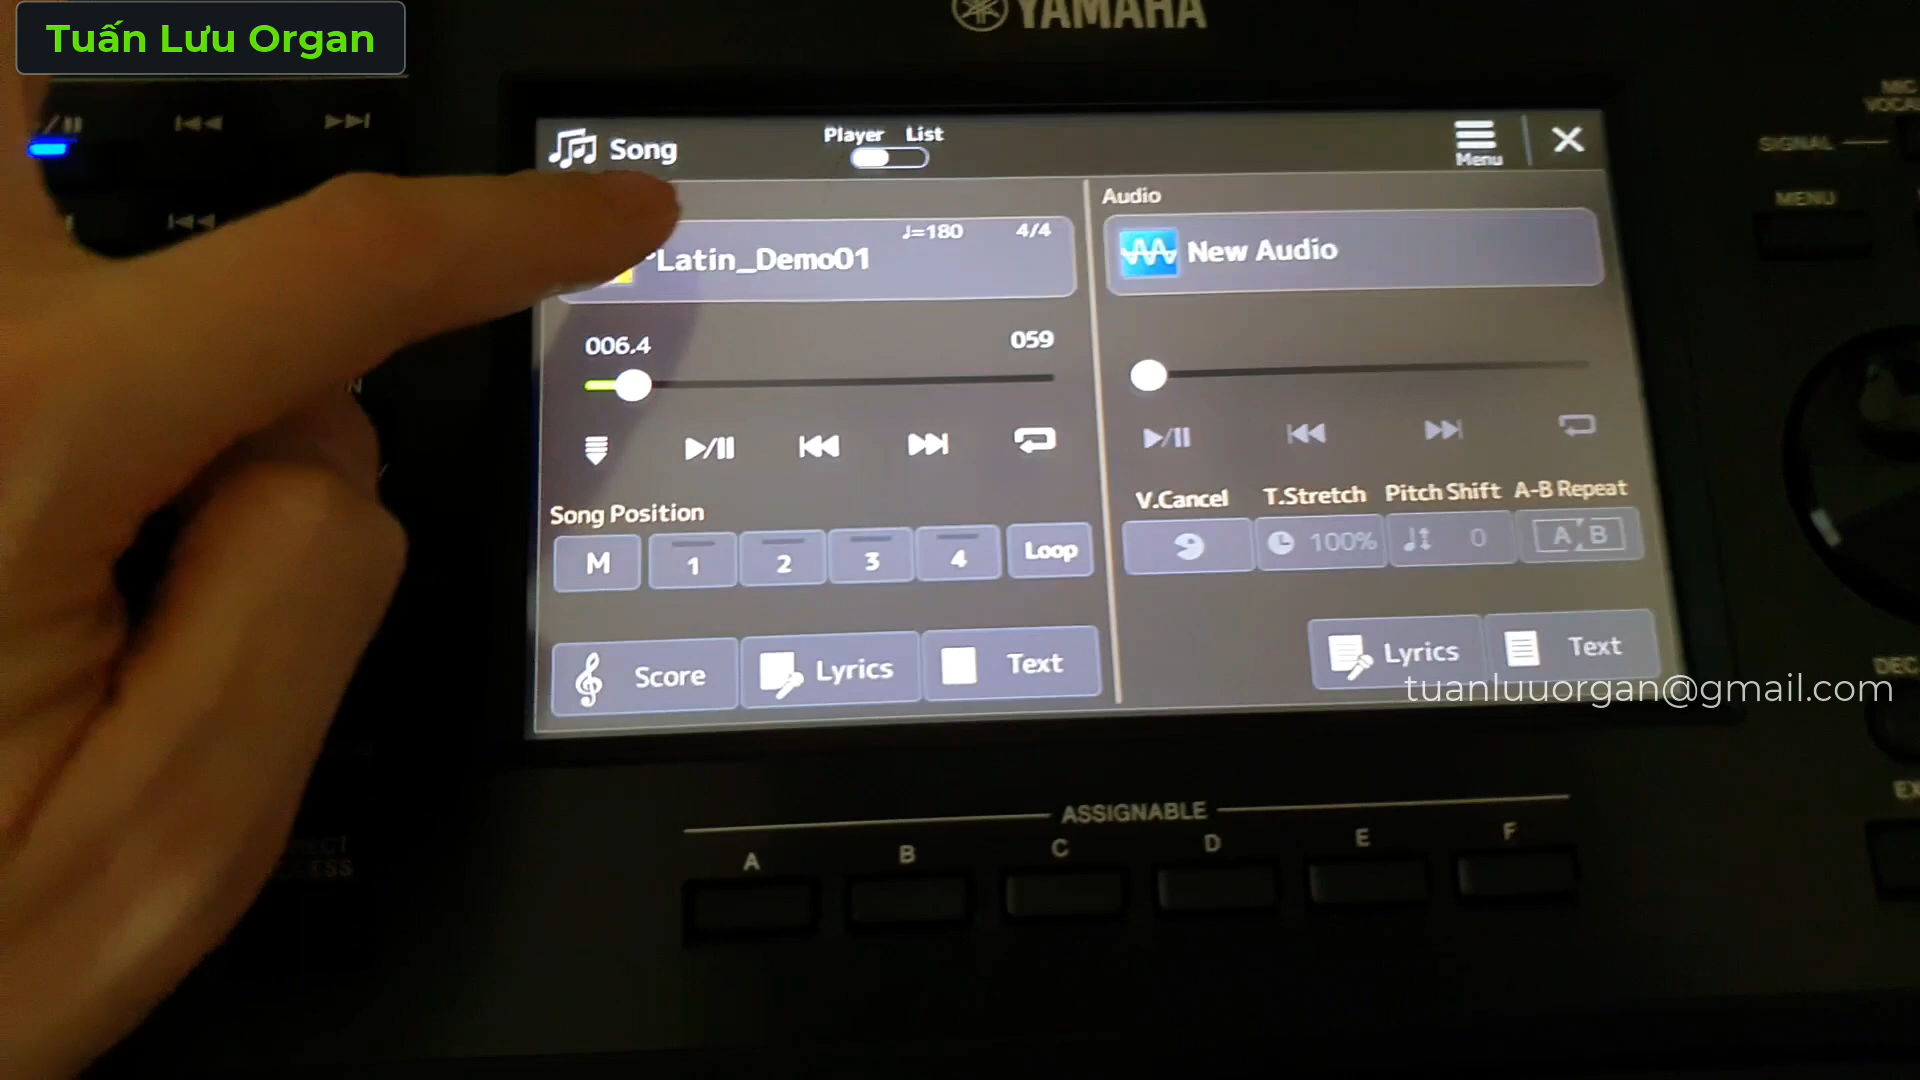 Tuấn Lưu Organ
YAMAHA
Song
Player List
Menu
Audio
Latin_Demo01
♩=180 4/4
New Audio
006.4
059
Song Position
M
1
2
3
4
Loop
V.Cancel
T.Stretch
Pitch Shift
A-B Repeat
100%
0
A B
Score
Lyrics
Text
Lyrics
Text
tuanluuorgan@gmail.com
SIGNAL
MENU
ASSIGNABLE
A
B
C
D
E
F